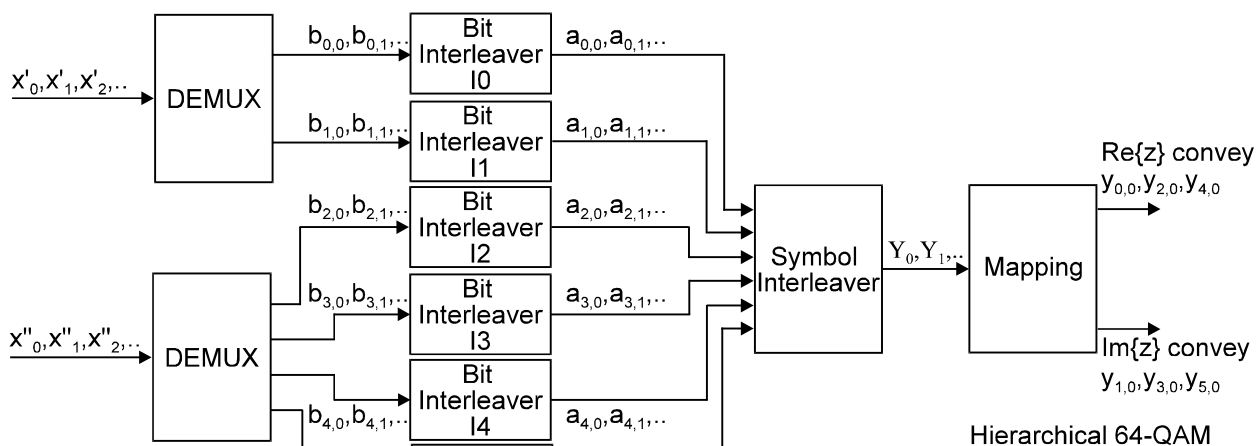 x'0,x'1,x'2,..
DEMUX
b0,0,b0,1,..
Bit
Interleaver
I0
a0,0,a0,1,..
b1,0,b1,1,..
Bit
Interleaver
I1
a1,0,a1,1,..
x''0,x''1,x''2,..
DEMUX
b2,0,b2,1,..
Bit
Interleaver
I2
a2,0,a2,1,..
b3,0,b3,1,..
Bit
Interleaver
I3
a3,0,a3,1,..
b4,0,b4,1,..
Bit
Interleaver
I4
a4,0,a4,1,..
Symbol
Interleaver
Y0,Y1,..
Mapping
Re{z} convey
y0,0,y2,0,y4,0
Im{z} convey
y1,0,y3,0,y5,0
Hierarchical 64-QAM